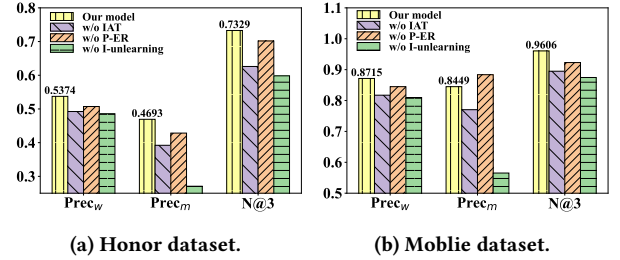 0.8
0.7
0.6
0.5
0.4
0.3
Our model
w/o IAT
w/o P-ER
w/o I-unlearning
0.5374
0.4693
0.7329
Prec_w
Prec_m
N@3
(a) Honor dataset.
1.1
1.0
0.9
0.8
0.7
0.6
0.5
Our model
w/o IAT
w/o P-ER
w/o I-unlearning
0.8715
0.8449
0.9606
Prec_w
Prec_m
N@3
(b) Moblie dataset.